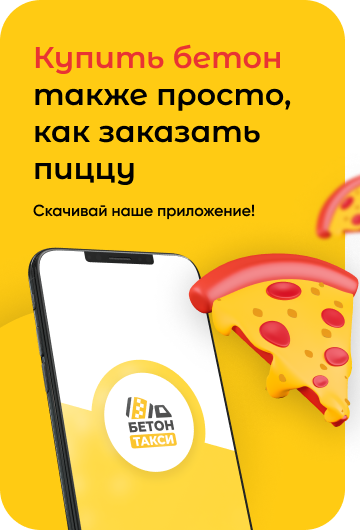 Купить бетон
также просто,
как заказать
пиццу
Скачивай наше приложение!
БЕТОН
ТАКСИ